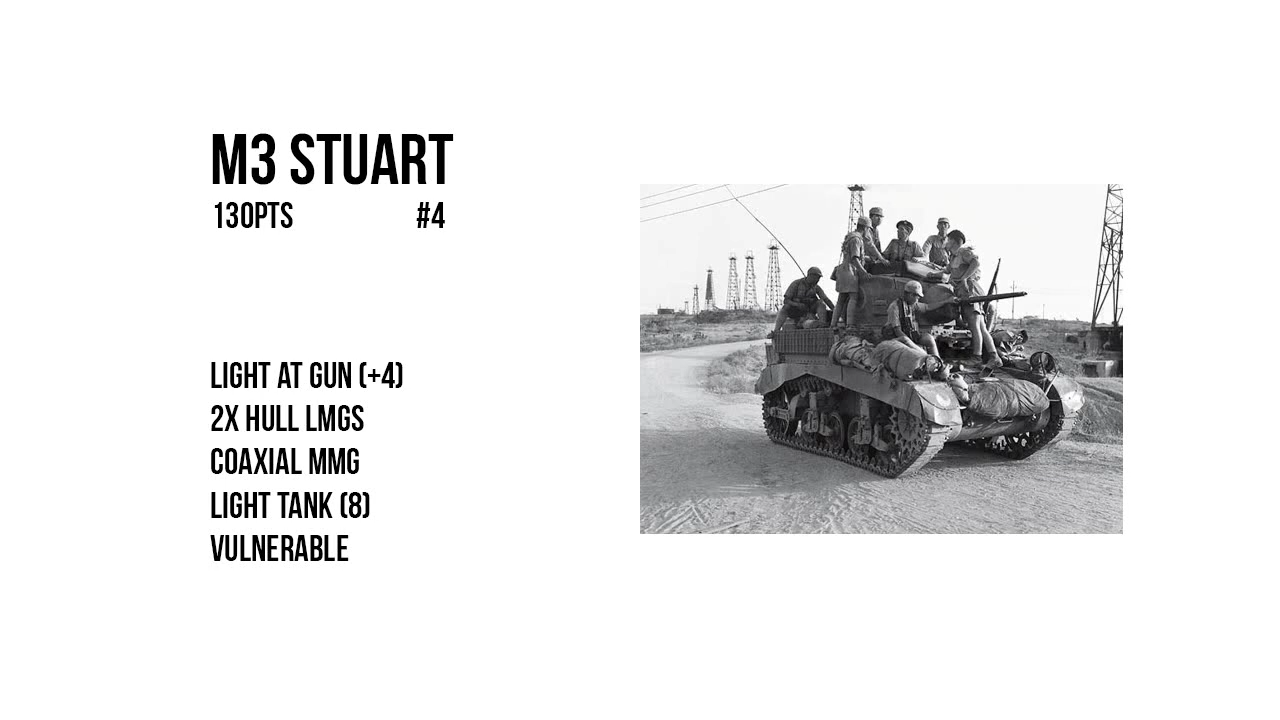 M3 STUART
130PTS #4
LIGHT AT GUN (+4)
2X HULL LMGS
COAXIAL MMG
LIGHT TANK (8)
VULNERABLE